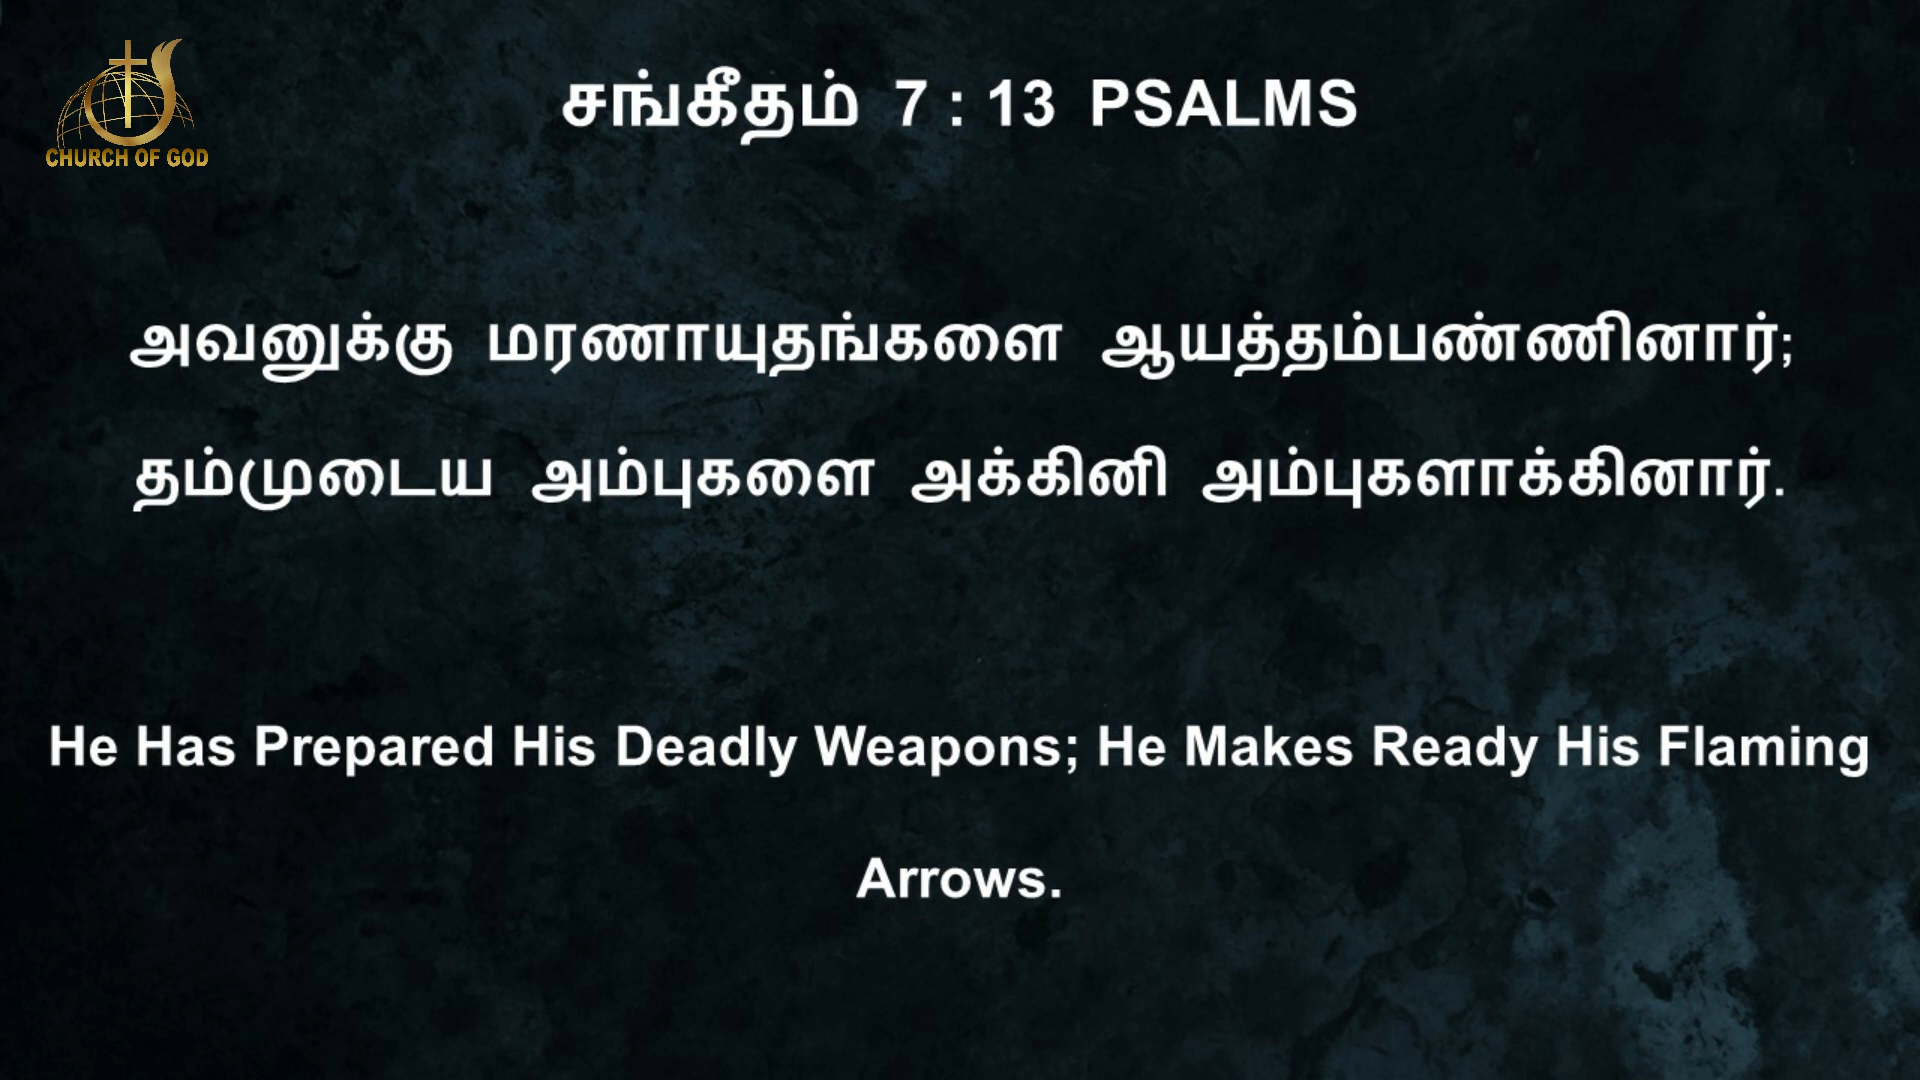 CHURCH OF GOD
சங்கீதம் 7 : 13 PSALMS
அவனுக்கு மரணாயுதங்களை ஆயத்தம்பண்ணினார்;
தம்முடைய அம்புகளை அக்கினி அம்புகளாக்கினார்.
He Has Prepared His Deadly Weapons; He Makes Ready His Flaming
Arrows.